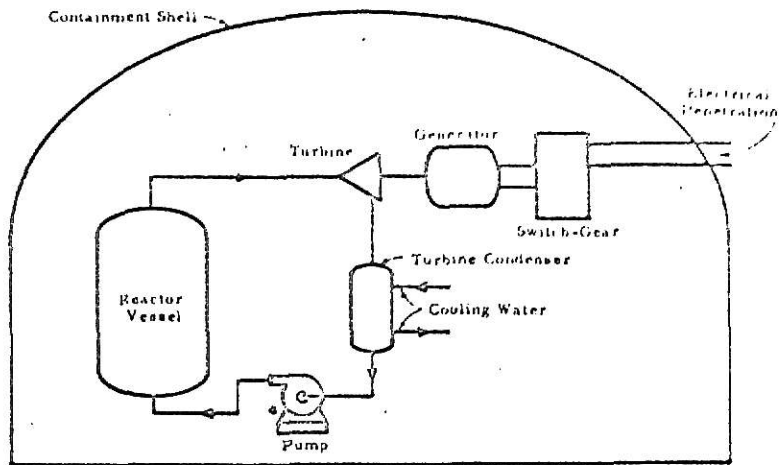 Containment Shell
Electrical
Penetration
Generator
Turbine
Switch-Gear
Turbine Condenser
Reactor
Vessel
Cooling Water
Pump